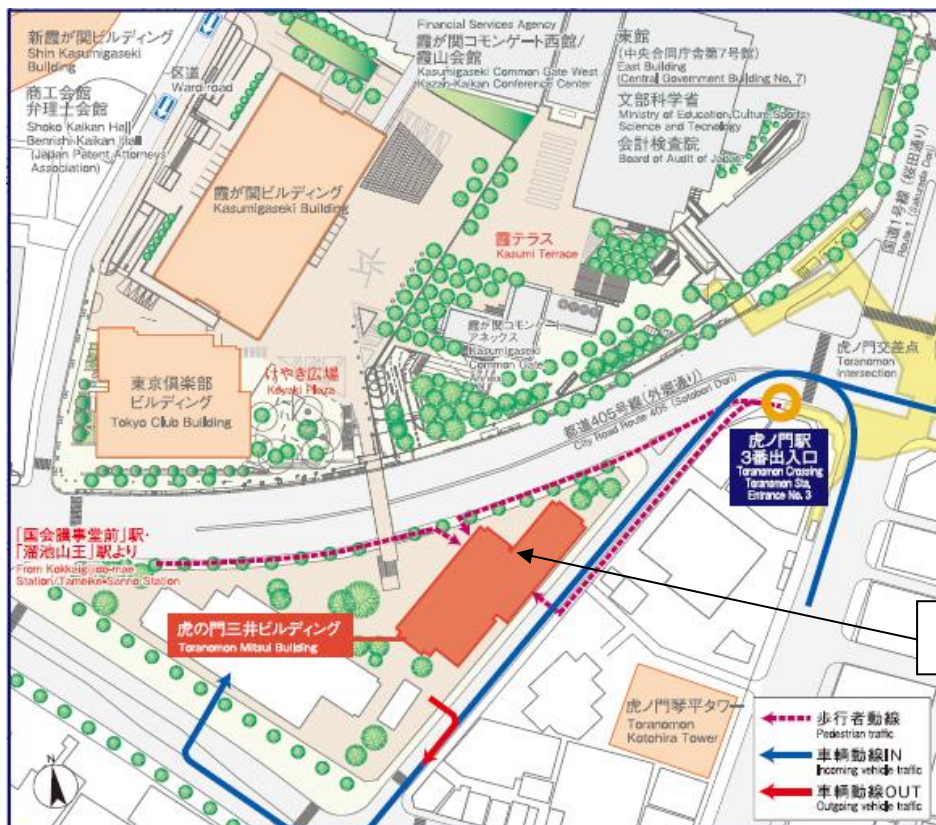 新霞が関ビルディング
Shin Kasumigaseki
Building
商工会館
弁理士会館
Shoko Kaikan Hall
Benrishi Kaikan Hall
(Japan Patent Attorneys
Association)
区道
Ward road
Financial Services Agency
霞が関コモンゲート西館/
霞山会館
Kasumigaseki Common Gate West /
Kazan-Kaikan Conference Center
東館
(中央合同庁舎第7号館)
East Building
(Central Government Building No. 7)
文部科学省
Ministry of Education,Culture,Sports,
Science and Tecnology
会計検査院
Board of Audit of Japan
国道1号線(桜田通り)
Route 1 (Sakurada Dori)
霞が関ビルディング
Kasumigaseki Building
霞テラス
Kasumi Terrace
霞が関コモンゲート
アネックス
Kasumigaseki
Common Gate
虎ノ門交差点
Toranomon
Intersection
東京倶楽部
ビルディング
Tokyo Club Building
けやき広場
Keyaki Plaza
都道405号線(外堀通り)
City Road Route 405 (Sotobori Dori)
虎ノ門駅
3番出入口
Toranomon Crossing
Toranomon Sta.
Entrance No. 3
「国会議事堂前」駅・
「溜池山王」駅より
From Kokkaigijido-mae
Station/Tameike-Sanno Station
虎の門三井ビルディング
Toranomon Mitsui Building
虎ノ門琴平タワー
Toranomon
Kotohira Tower
N
歩行者動線
Pedestrian traffic
車輌動線IN
Incoming vehicle traffic
車輌動線OUT
Outgoing vehicle traffic